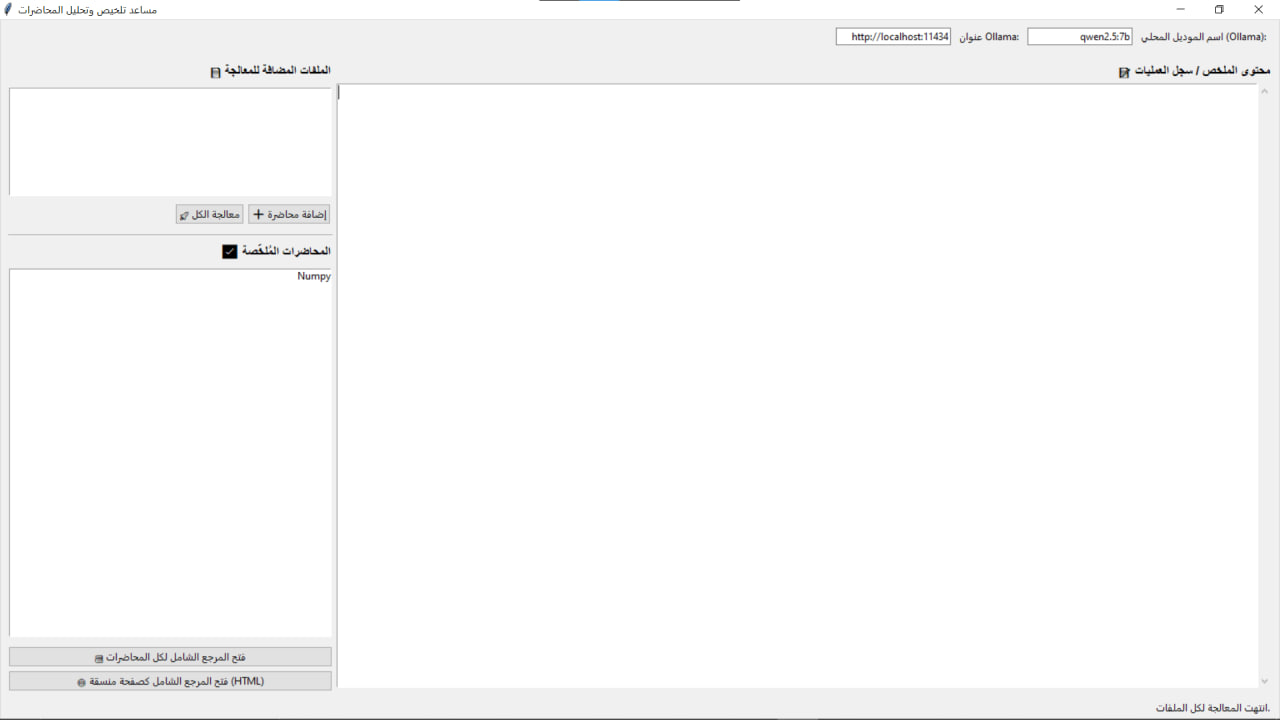 مساعد تلخيص وتحليل المحاضرات
اسم الموديل المحلي (Ollama):
qwen2.5:7b
عنوان Ollama:
http://localhost:11434
محتوى الملخص / سجل العمليات
الملفات المضافة للمعالجة
إضافة محاضرة
معالجة الكل
المحاضرات المُلخّصة
Numpy
فتح المرجع الشامل لكل المحاضرات
فتح المرجع الشامل كصفحة منسقة (HTML)
انتهت المعالجة لكل الملفات.